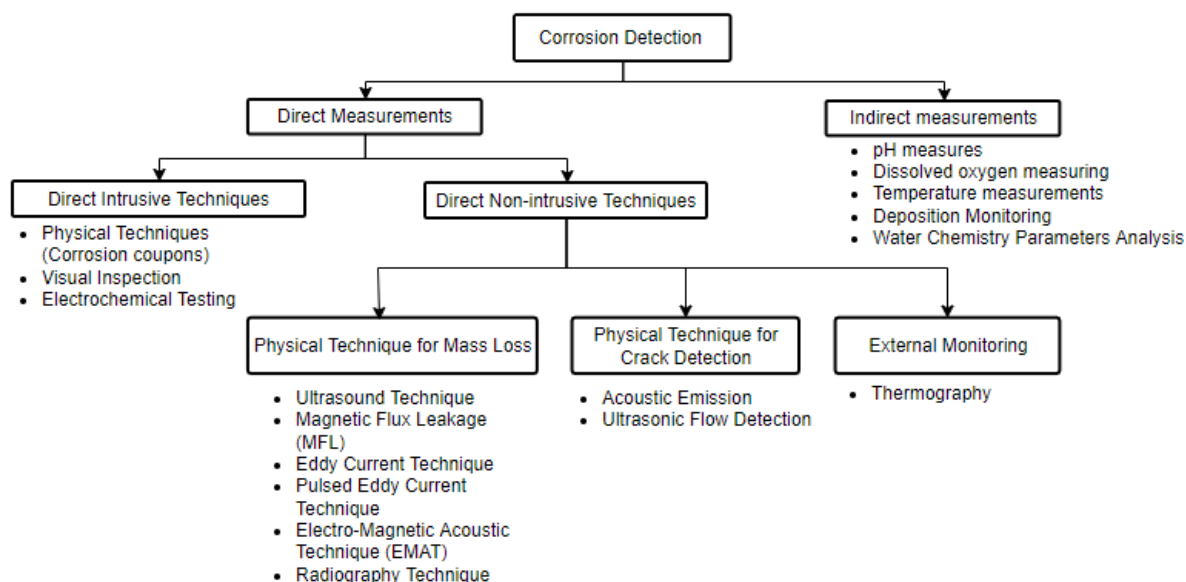 Corrosion Detection
Direct Measurements
Indirect measurements
• pH measures
• Dissolved oxygen measuring
• Temperature measurements
• Deposition Monitoring
• Water Chemistry Parameters Analysis
Direct Intrusive Techniques
• Physical Techniques
(Corrosion coupons)
• Visual Inspection
• Electrochemical Testing
Direct Non-intrusive Techniques
Physical Technique for Mass Loss
• Ultrasound Technique
• Magnetic Flux Leakage
(MFL)
• Eddy Current Technique
• Pulsed Eddy Current
Technique
• Electro-Magnetic Acoustic
Technique (EMAT)
• Radiography Technique
Physical Technique for
Crack Detection
• Acoustic Emission
• Ultrasonic Flow Detection
External Monitoring
• Thermography